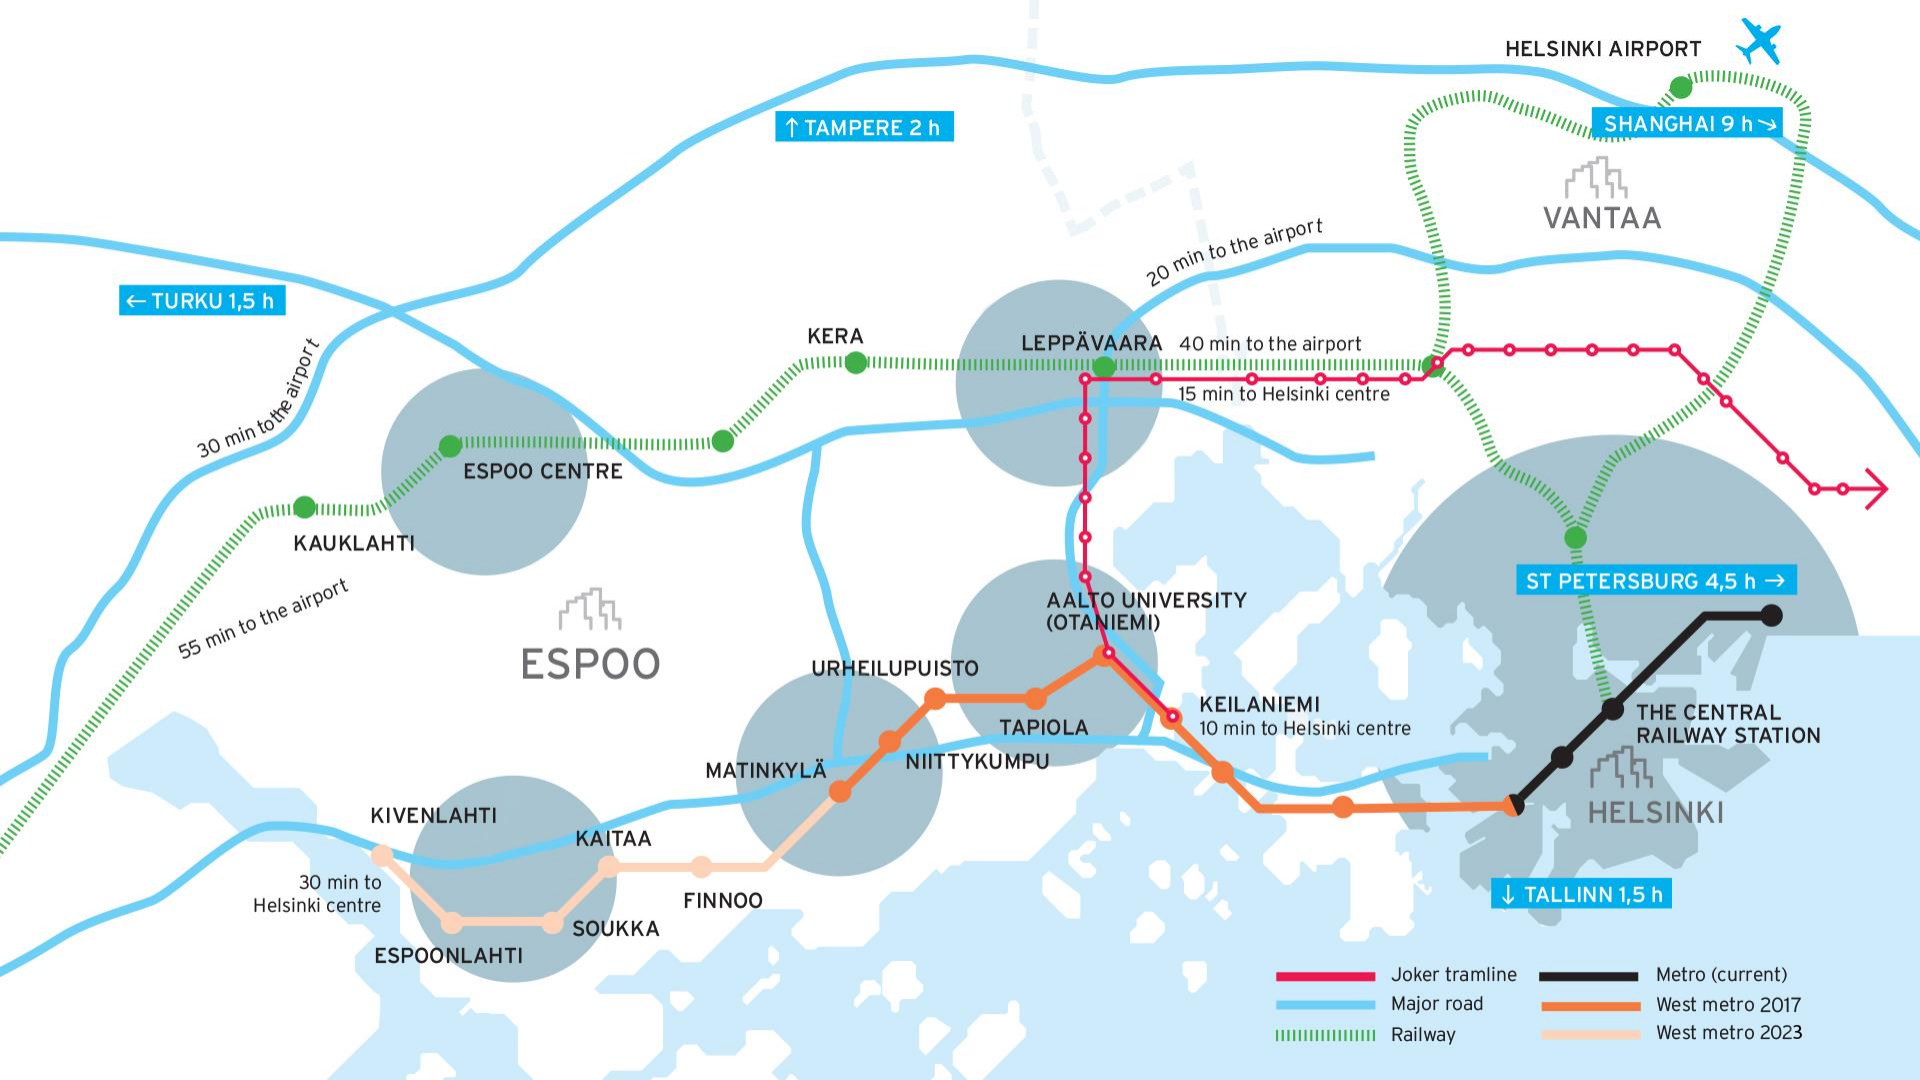 HELSINKI AIRPORT
↑ TAMPERE 2 h
SHANGHAI 9 h →
VANTAA
20 min to the airport
← TURKU 1,5 h
KERA
LEPPÄVAARA
40 min to the airport
15 min to Helsinki centre
30 min to the airport
ESPOO CENTRE
KAUKLAHTI
55 min to the airport
ST PETERSBURG 4,5 h →
AALTO UNIVERSITY
(OTANIEMI)
ESPOO
URHEILUPUISTO
KEILANIEMI
10 min to Helsinki centre
TAPIOLA
THE CENTRAL
RAILWAY STATION
MATINKYLÄ
NIITTYKUMPU
HELSINKI
KIVENLAHTI
KAITAA
30 min to
Helsinki centre
FINNOO
SOUKKA
ESPOONLAHTI
↓ TALLINN 1,5 h
Joker tramline
Major road
Railway
Metro (current)
West metro 2017
West metro 2023